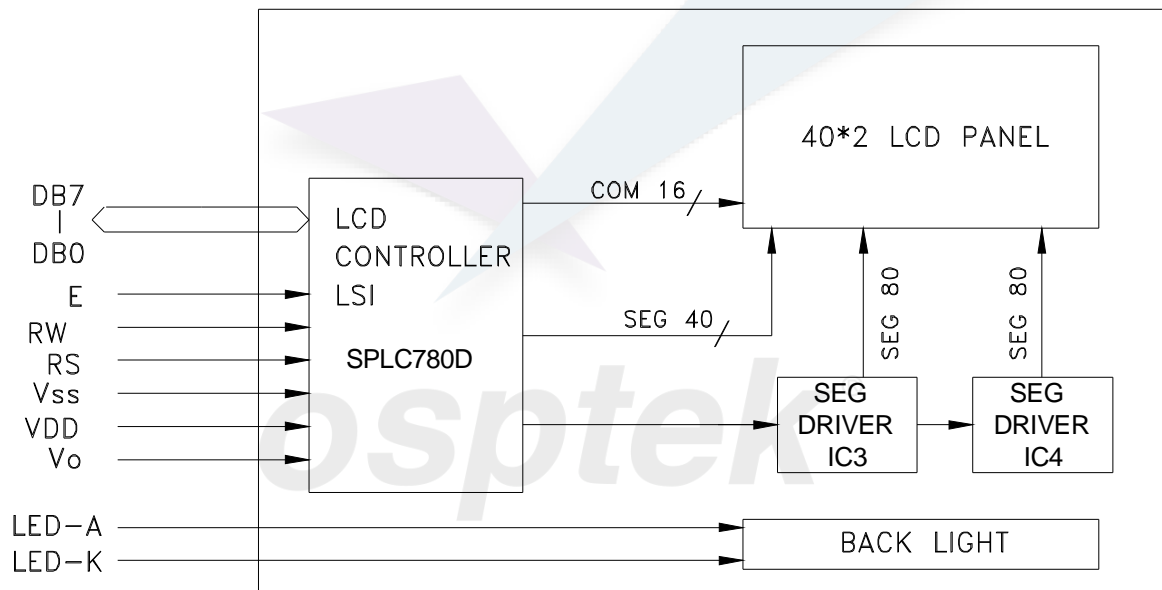 DB7
|
DB0
E
RW
RS
Vss
VDD
Vo
LED-A
LED-K
LCD
CONTROLLER
LSI
SPLC780D
COM 16
SEG 40
40*2 LCD PANEL
SEG 80
SEG 80
SEG
DRIVER
IC3
SEG
DRIVER
IC4
BACK LIGHT
osptek